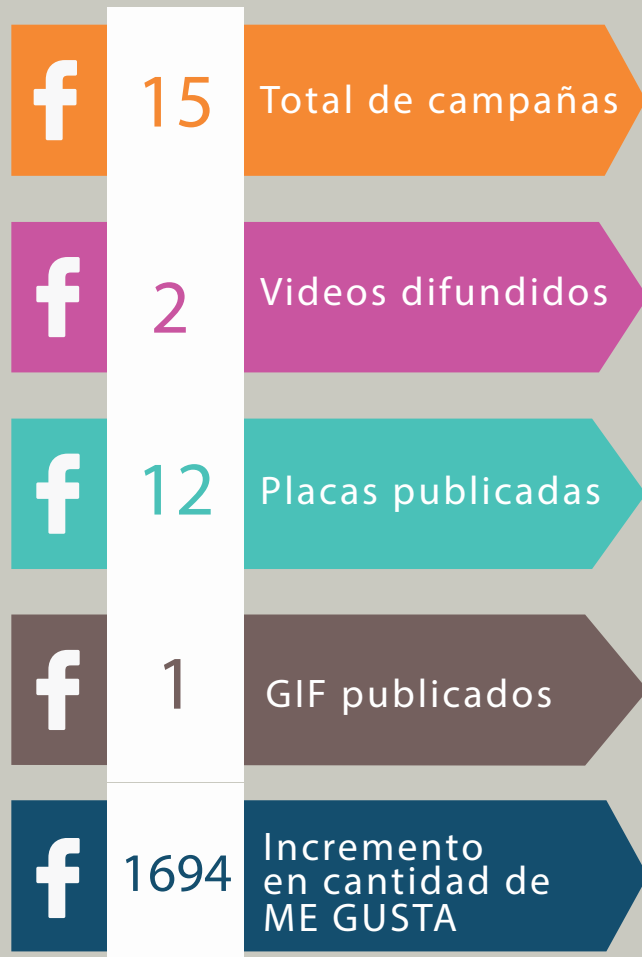 15 Total de campañas
2 Videos difundidos
12 Placas publicadas
1 GIF publicados
1694 Incremento
en cantidad de
ME GUSTA